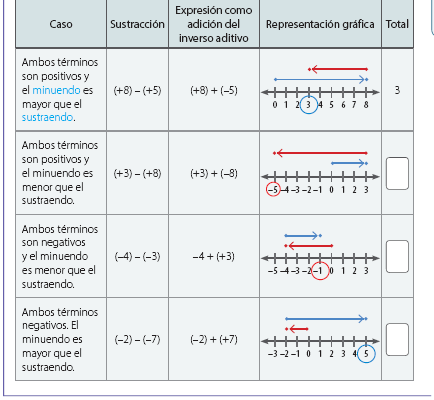 Caso
Sustracción
Expresión como
adición del
inverso aditivo
Representación gráfica
Total
Ambos términos
son positivos y
el minuendo es
mayor que el
sustraendo.
(+8) – (+5)
(+8) + (–5)
0 1 2 3 4 5 6 7 8
3
Ambos términos
son positivos y
el minuendo es
menor que el
sustraendo.
(+3) – (+8)
(+3) + (–8)
–5 –4 –3 –2 –1 0 1 2 3
Ambos términos
son negativos
y el minuendo
es menor que el
sustraendo.
(–4) – (–3)
–4 + (+3)
–5 –4 –3 –2 –1 0 1 2 3
Ambos términos
negativos. El
minuendo es
mayor que el
sustraendo.
(–2) – (–7)
(–2) + (+7)
–3 –2 –1 0 1 2 3 4 5